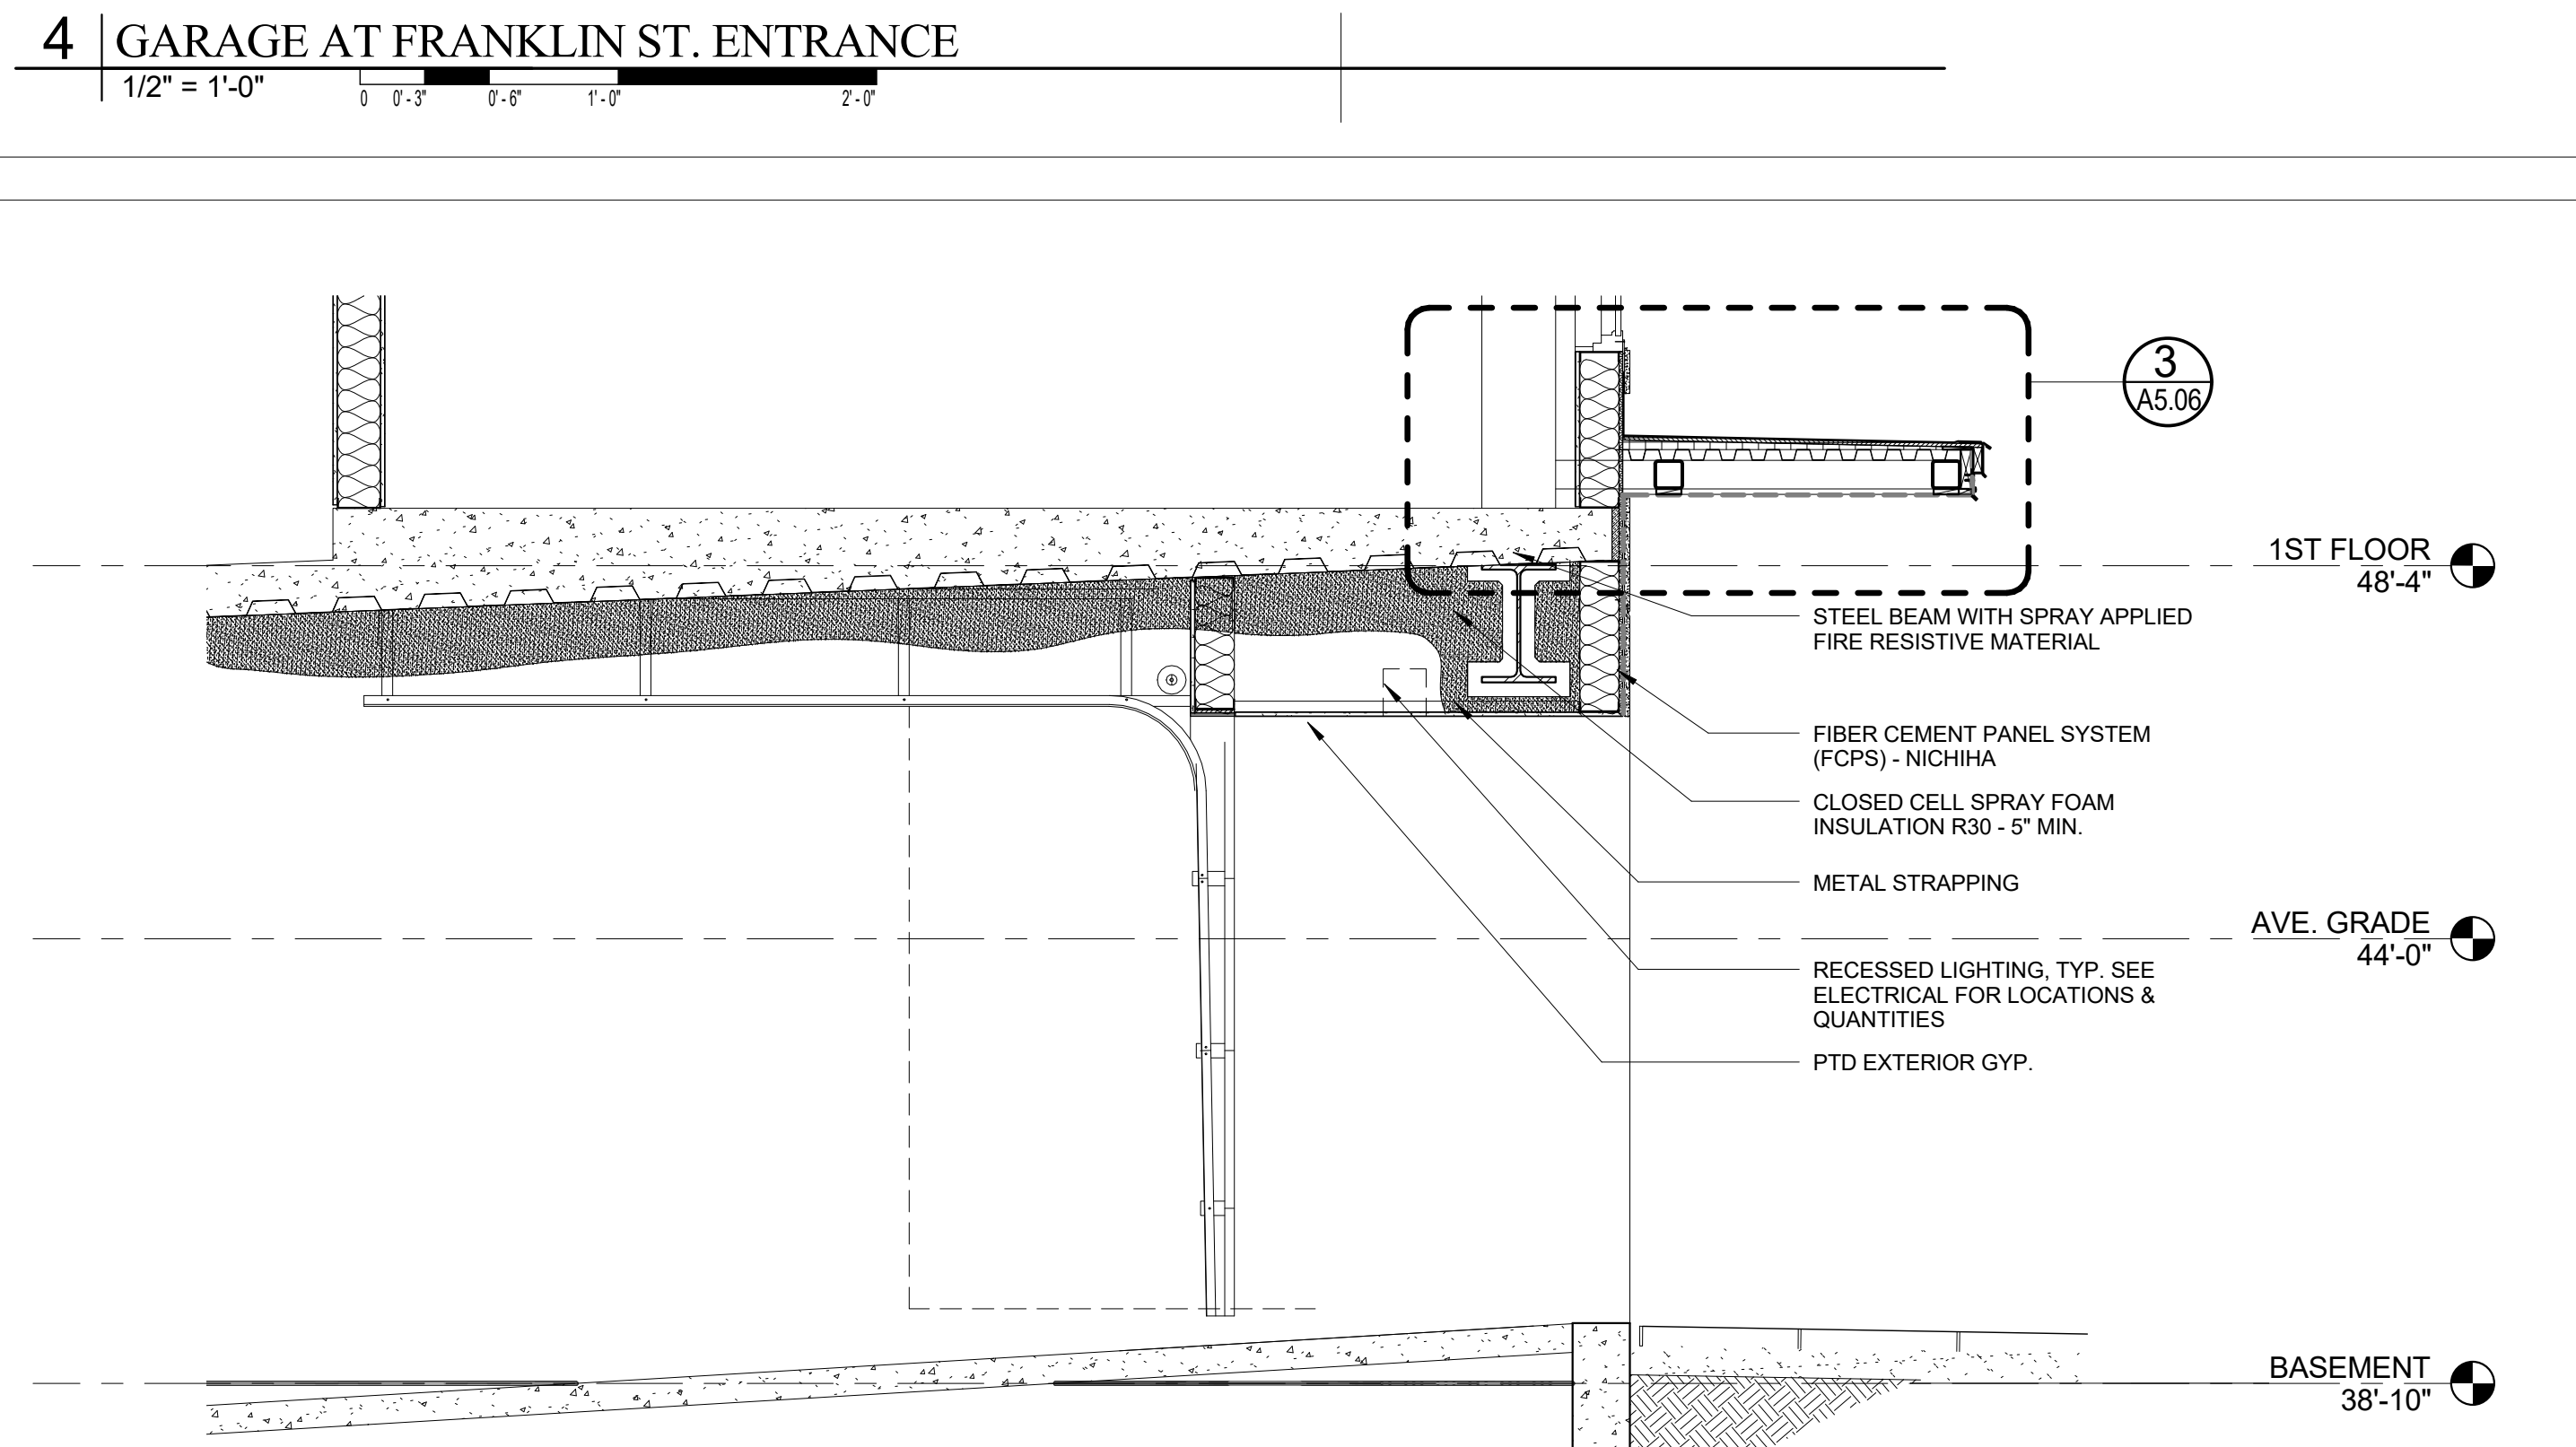 4 GARAGE AT FRANKLIN ST. ENTRANCE
1/2" = 1'-0"
0 0' - 3" 0' - 6" 1' - 0" 2' - 0"
3
A5.06
1ST FLOOR
48'-4"
STEEL BEAM WITH SPRAY APPLIED
FIRE RESISTIVE MATERIAL
FIBER CEMENT PANEL SYSTEM
(FCPS) - NICHIHA
CLOSED CELL SPRAY FOAM
INSULATION R30 - 5" MIN.
METAL STRAPPING
AVE. GRADE
44'-0"
RECESSED LIGHTING, TYP. SEE
ELECTRICAL FOR LOCATIONS &
QUANTITIES
PTD EXTERIOR GYP.
BASEMENT
38'-10"